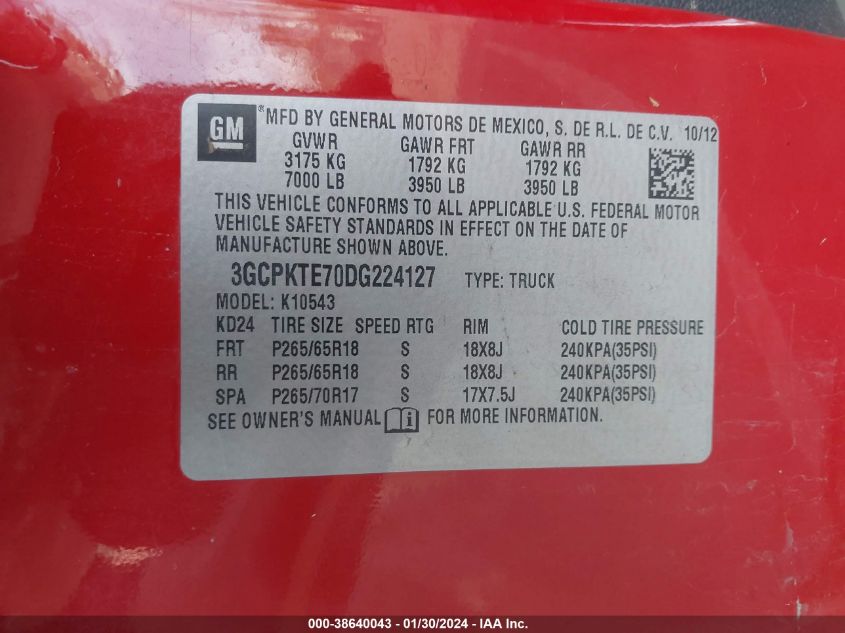 GM ® MFD BY GENERAL MOTORS DE MEXICO, S. DE R.L. DE C.V. 10/12
GVWR GAWR FRT GAWR RR
3175 KG 1792 KG 1792 KG
7000 LB 3950 LB 3950 LB
THIS VEHICLE CONFORMS TO ALL APPLICABLE U.S. FEDERAL MOTOR
VEHICLE SAFETY STANDARDS IN EFFECT ON THE DATE OF
MANUFACTURE SHOWN ABOVE.
3GCPKTE70DG224127 TYPE: TRUCK
MODEL: K10543
KD24 TIRE SIZE SPEED RTG RIM COLD TIRE PRESSURE
FRT P265/65R18 S 18X8J 240KPA(35PSI)
RR P265/65R18 S 18X8J 240KPA(35PSI)
SPA P265/70R17 S 17X7.5J 240KPA(35PSI)
SEE OWNER'S MANUAL i FOR MORE INFORMATION.
000-38640043 - 01/30/2024 - IAA Inc.